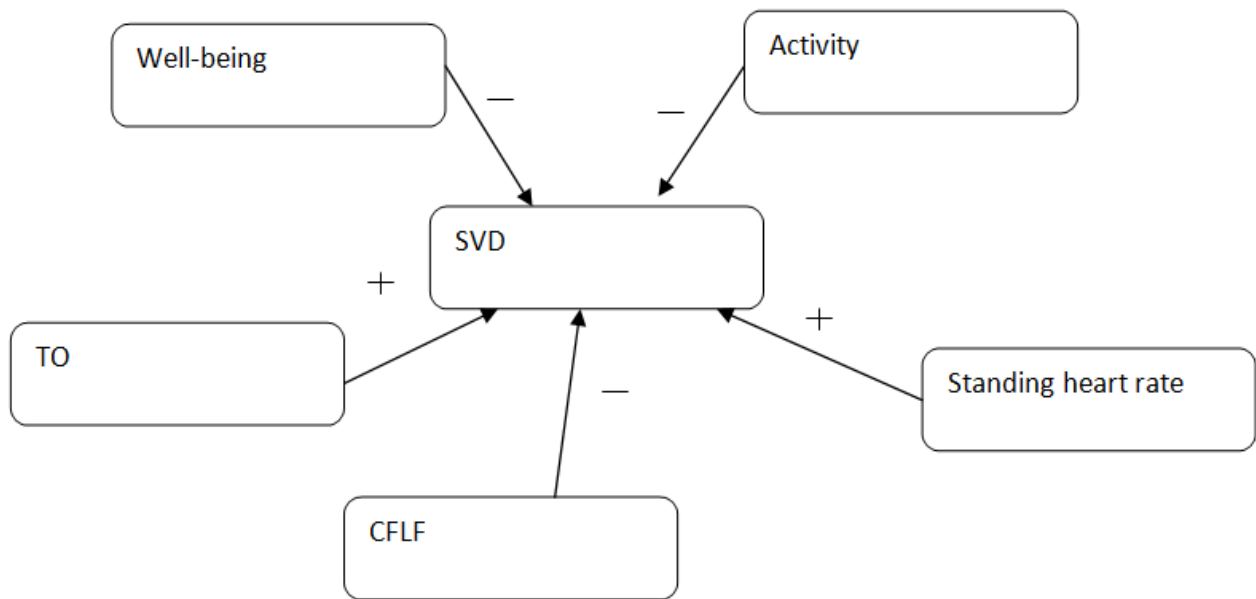 Well-being
Activity
—
—
SVD
+
TO
+
Standing heart rate
—
CFLF